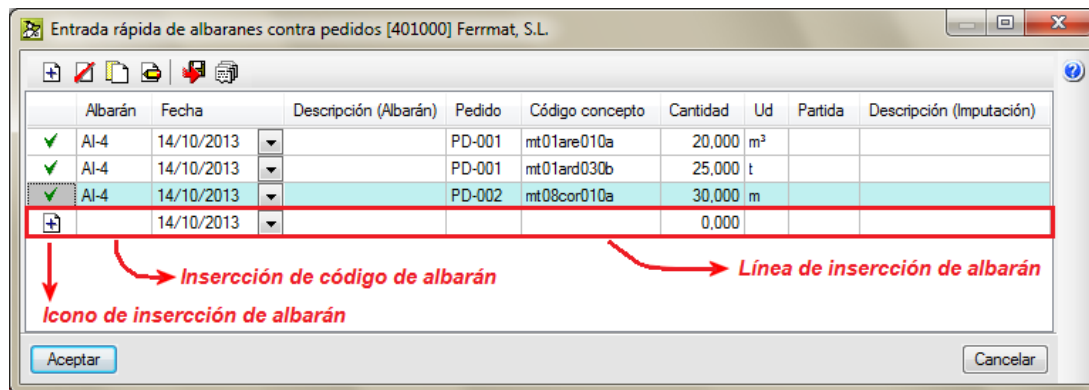 Entrada rápida de albaranes contra pedidos [401000] Ferrmat, S.L.
Albarán Fecha Descripción (Albarán) Pedido Código concepto Cantidad Ud Partida Descripción (Imputación)
AI-4 14/10/2013 PD-001 mt01are010a 20,000 m³
AI-4 14/10/2013 PD-001 mt01ard030b 25,000 t
AI-4 14/10/2013 PD-002 mt08cor010a 30,000 m
14/10/2013 0,000
Insercción de código de albarán
Línea de insercción de albarán
Icono de insercción de albarán
Aceptar
Cancelar